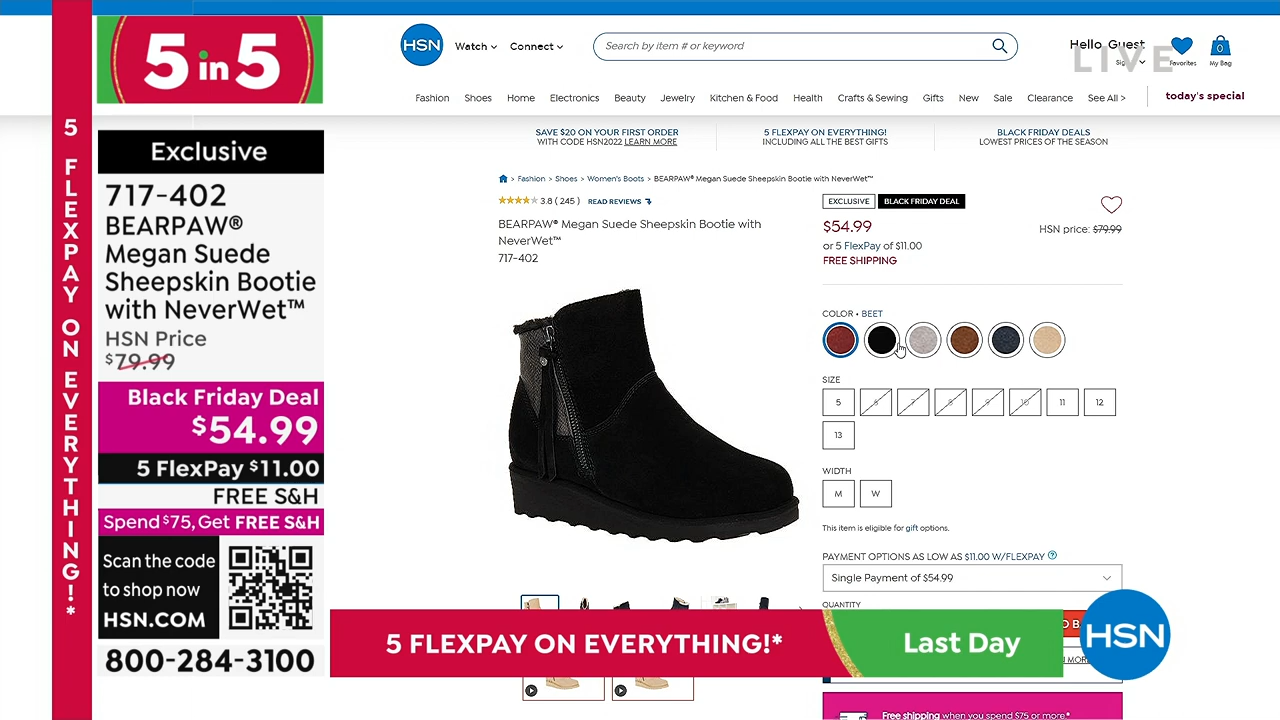 5 in 5
5 FLEXPAY ON EVERYTHING!*
Exclusive
717-402
BEARPAW®
Megan Suede
Sheepskin Bootie
with NeverWet™
HSN Price
$79.99
Black Friday Deal
$54.99
5 FlexPay $11.00
FREE S&H
Spend $75, Get FREE S&H
Scan the code
to shop now
HSN.COM
800-284-3100
HSN
Watch
Connect
Search by item # or keyword
Hello, Guest
LIVE
Favorites
0
My Bag
Fashion Shoes Home Electronics Beauty Jewelry Kitchen & Food Health Crafts & Sewing Gifts New Sale Clearance See All > today's special
SAVE $20 ON YOUR FIRST ORDER
WITH CODE HSN2022 LEARN MORE
5 FLEXPAY ON EVERYTHING!
INCLUDING ALL THE BEST GIFTS
BLACK FRIDAY DEALS
LOWEST PRICES OF THE SEASON
> Fashion > Shoes > Women's Boots > BEARPAW® Megan Suede Sheepskin Bootie with NeverWet™
3.8 ( 245 ) READ REVIEWS
BEARPAW® Megan Suede Sheepskin Bootie with
NeverWet™
717-402
EXCLUSIVE BLACK FRIDAY DEAL
$54.99
HSN price: $79.99
or 5 FlexPay of $11.00
FREE SHIPPING
COLOR • BEET
SIZE
5 6 7 8 9 10 11 12
13
WIDTH
M W
This item is eligible for gift options.
PAYMENT OPTIONS AS LOW AS $11.00 W/FLEXPAY
Single Payment of $54.99
QUANTITY
5 FLEXPAY ON EVERYTHING!*
Last Day
HSN
Free shipping when you spend $75 or more.*